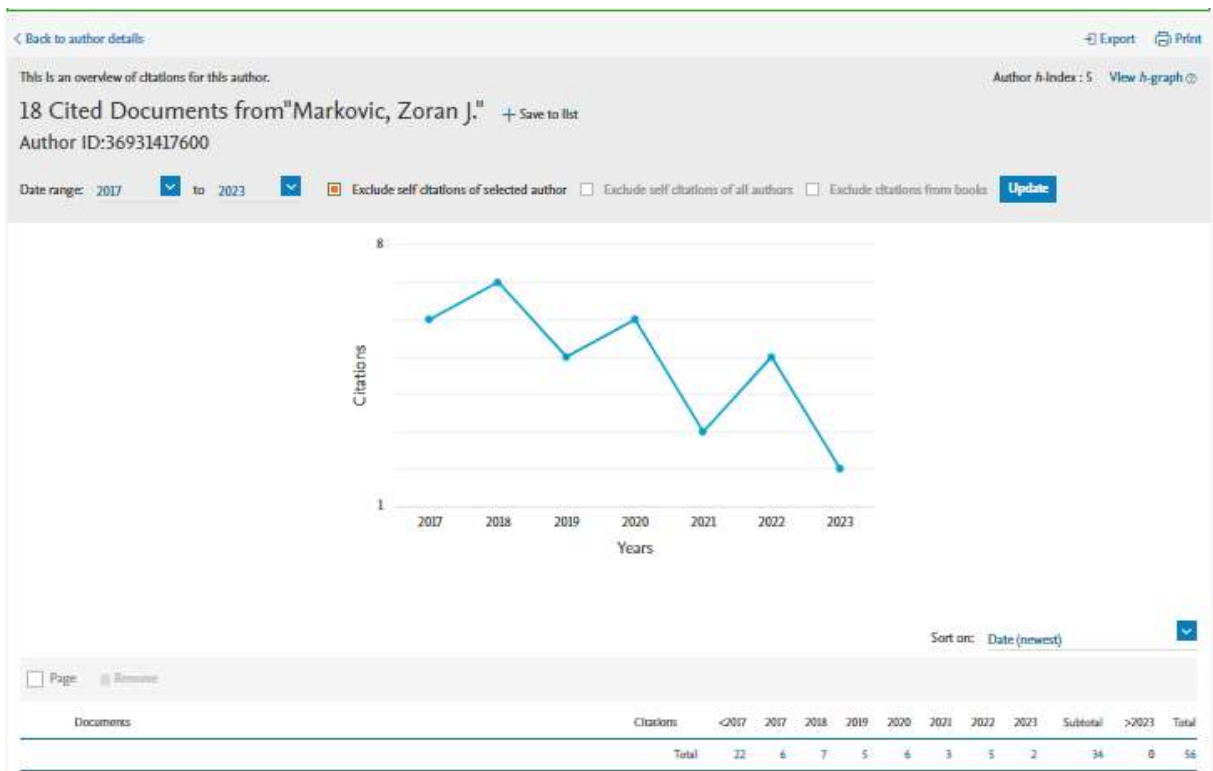 < Back to author details Export Print
This is an overview of citations for this author. Author h-index : 5 View h-graph
18 Cited Documents from"Markovic, Zoran J." + Save to list
Author ID:36931417600
Date range: 2017 to 2023 Exclude self citations of selected author Exclude self citations of all authors Exclude citations from books Update
8
Citations
1
2017 2018 2019 2020 2021 2022 2023
Years
Sort on: Date (newest)
Page Remove
Documents Citations <2017 2017 2018 2019 2020 2021 2022 2023 Subtotal >2023 Total
Total 22 6 7 5 6 3 5 2 34 0 56